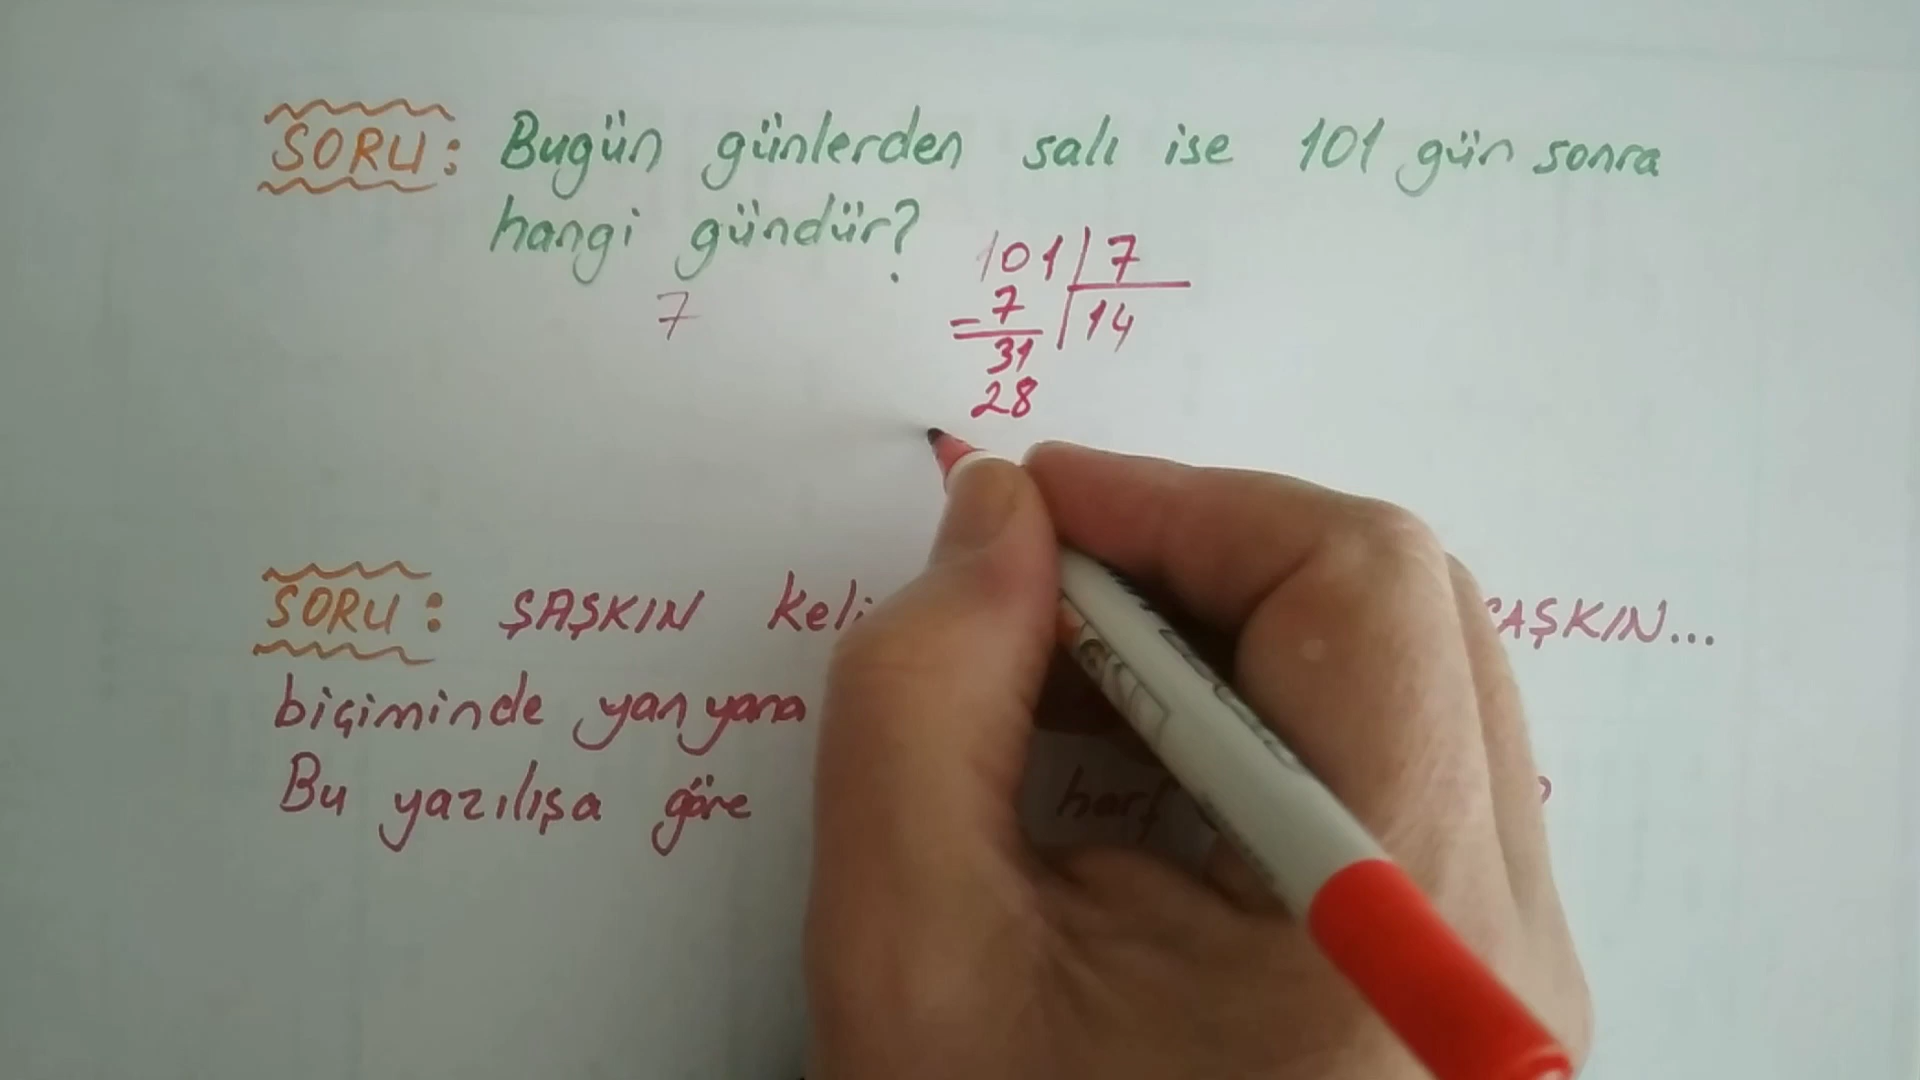 SORU: Bugün günlerden salı ise 101 gün sonra
hangi gündür?
7
101 | 7
- 7 | 14
31
28
SORU: ŞAŞKIN keli AŞKIN...
biçiminde yan yana
Bu yazılışa göre harf